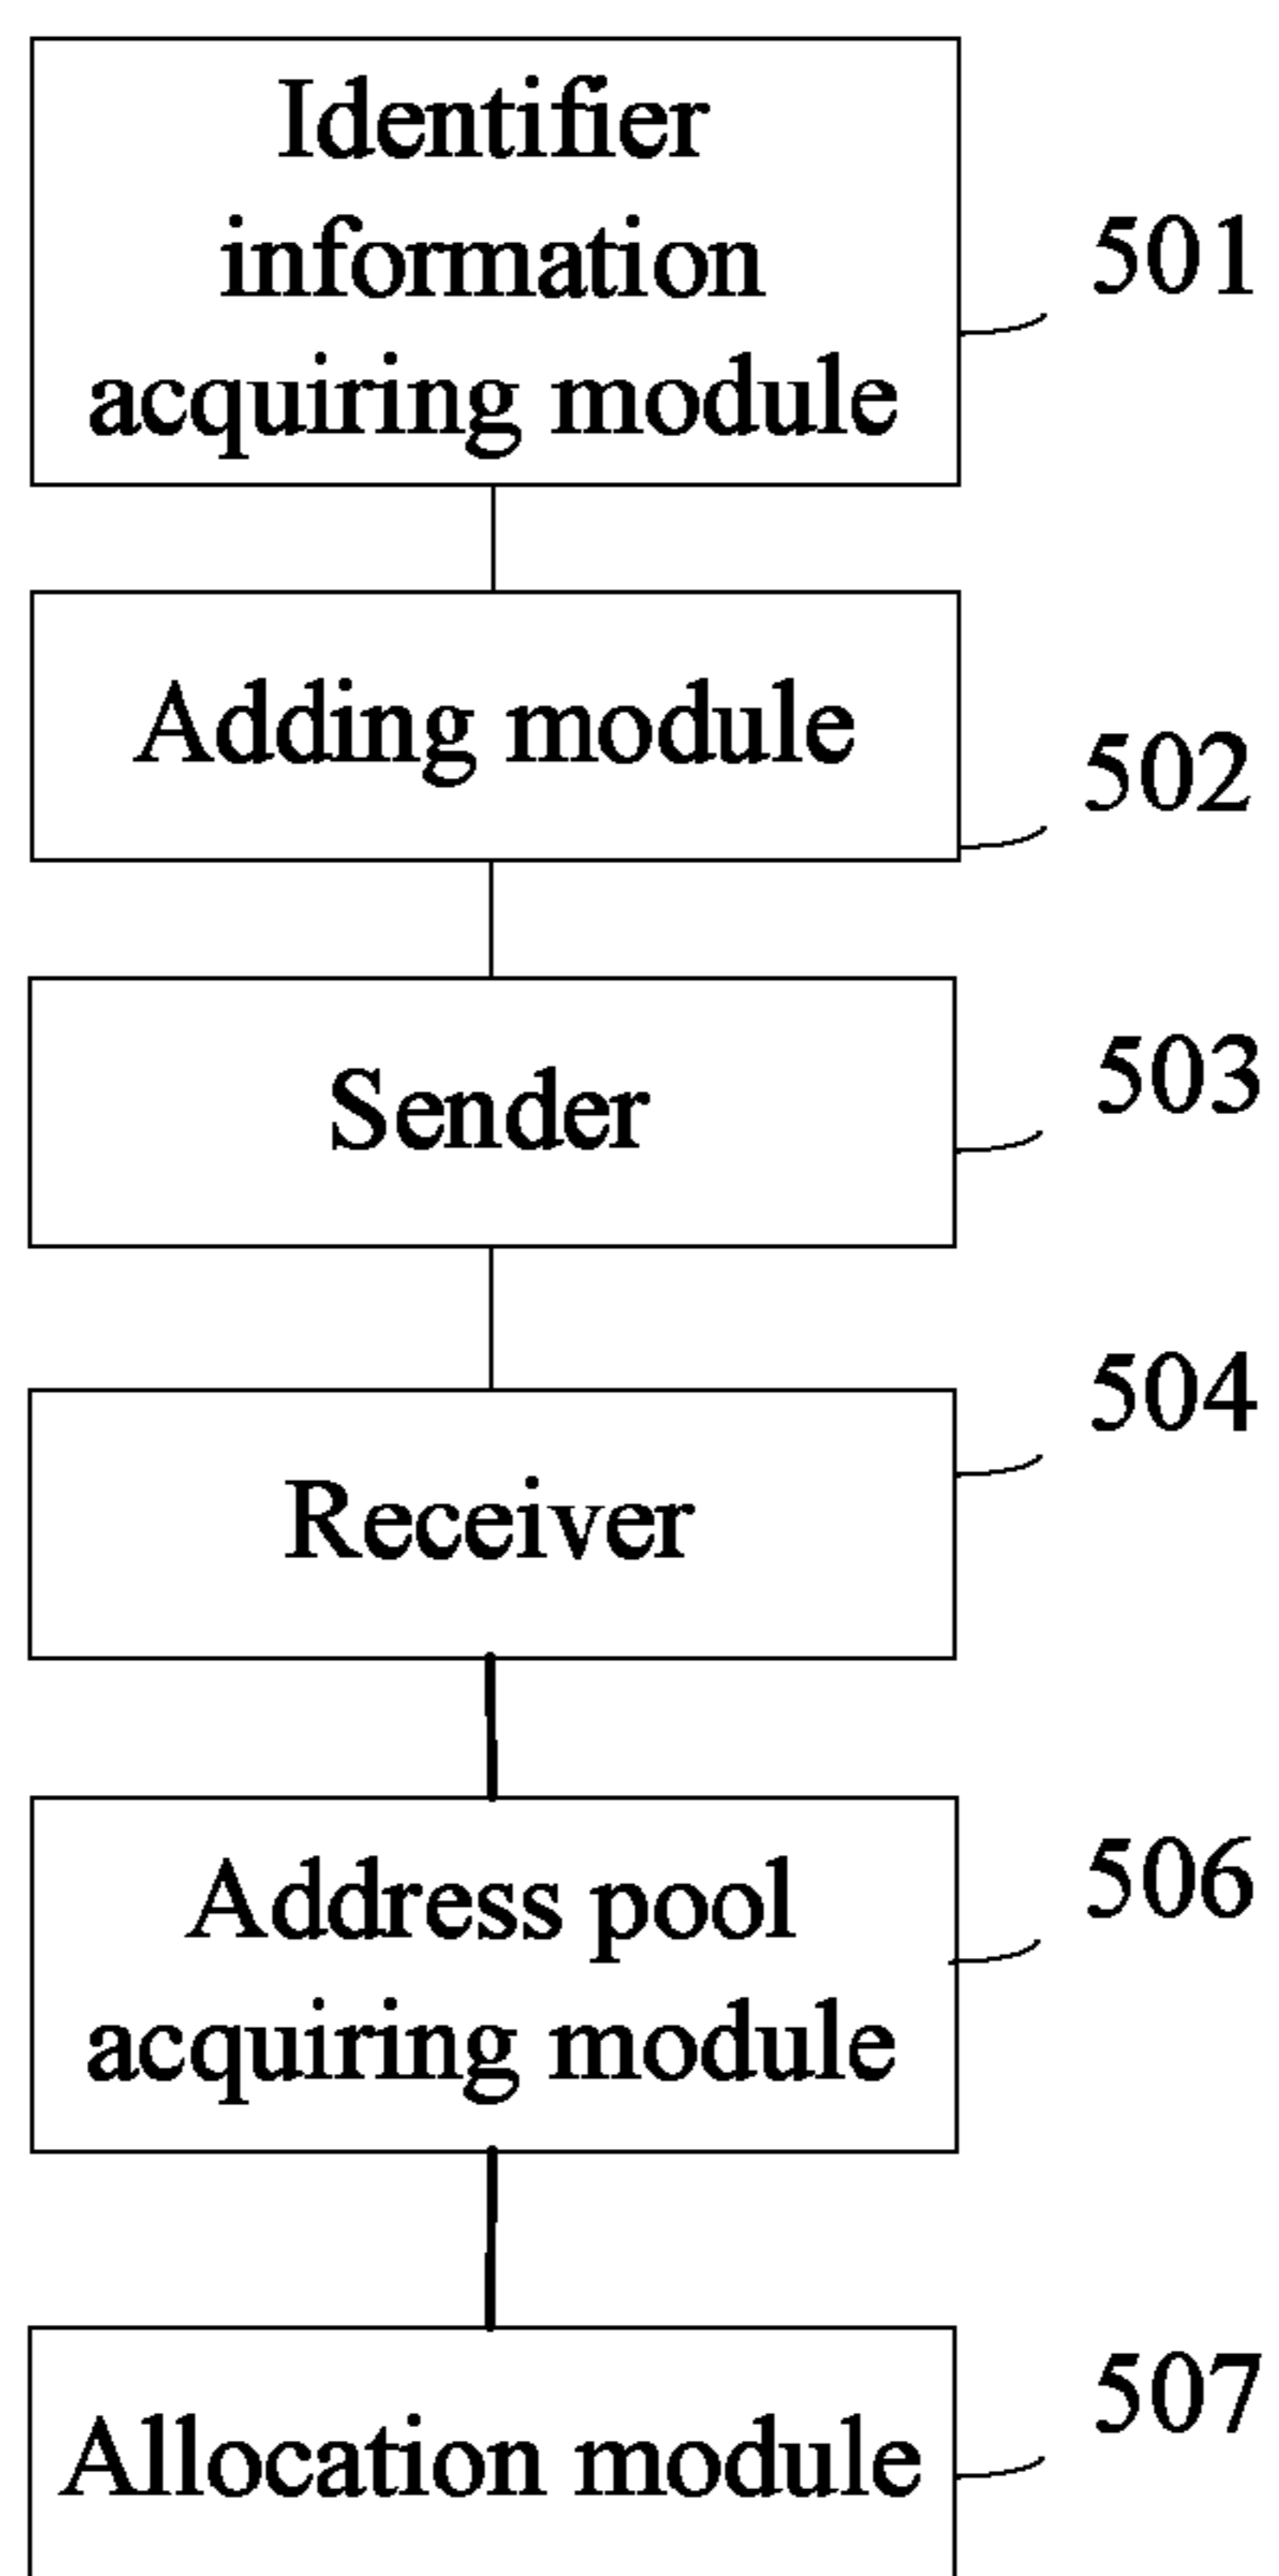 Identifier
information
acquiring module
501
Adding module
502
Sender
503
Receiver
504
Address pool
acquiring module
506
Allocation module
507